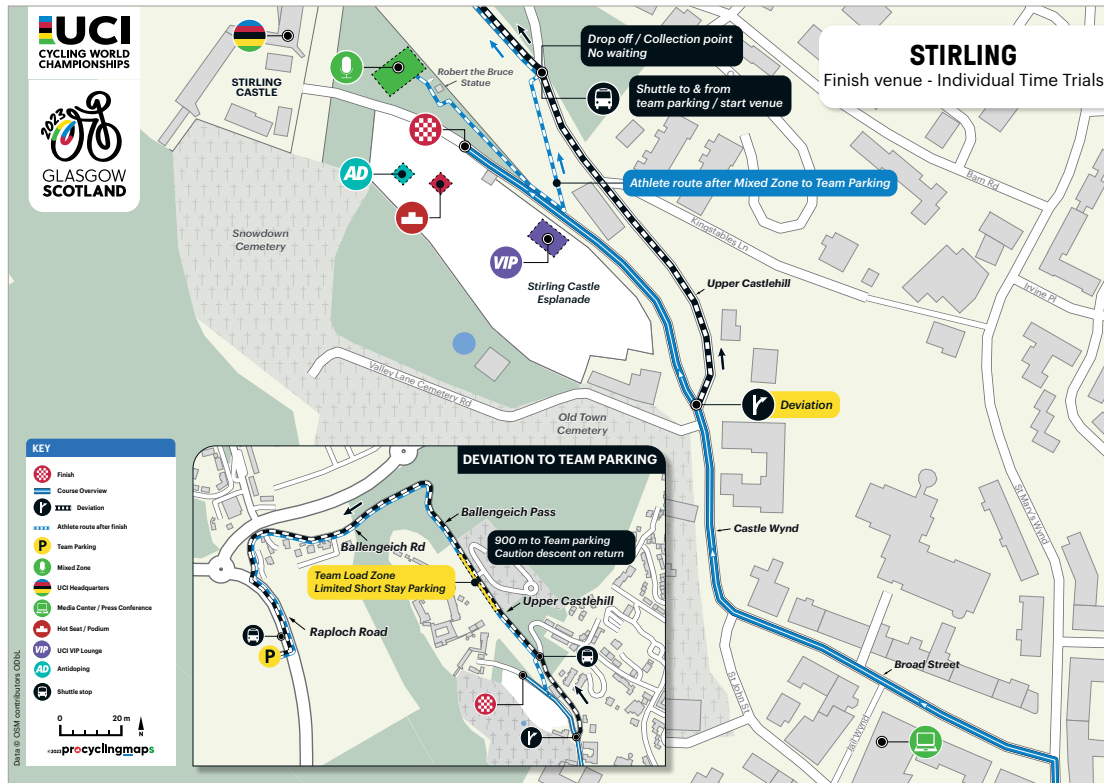 UCI
CYCLING WORLD
CHAMPIONSHIPS
2023
GLASGOW
SCOTLAND
STIRLING
CASTLE
Robert the Bruce
Statue
Drop off / Collection point
No waiting
Shuttle to & from
team parking / start venue
STIRLING
Finish venue - Individual Time Trials
AD
VIP
Athlete route after Mixed Zone to Team Parking
Barn Rd
Kingstables Ln
Irvine Pl
Snowdown
Cemetery
Stirling Castle
Esplanade
Upper Castlehill
Valley Lane Cemetery Rd
Old Town
Cemetery
Deviation
Castle Wynd
St Mary's Wynd
Broad Street
St John St
Jail Wynd
KEY
Finish
Course Overview
Deviation
Athlete route after finish
P
Team Parking
Mixed Zone
UCI Headquarters
Media Center / Press Conference
Hot Seat / Podium
VIP
UCI VIP Lounge
AD
Antidoping
Shuttle stop
0 20 m
N
©2023 procyclingmaps
Data @ OSM contributors ODbL
DEVIATION TO TEAM PARKING
Ballengeich Pass
Ballengeich Rd
900 m to Team parking
Caution descent on return
Team Load Zone
Limited Short Stay Parking
Upper Castlehill
Raploch Road
P